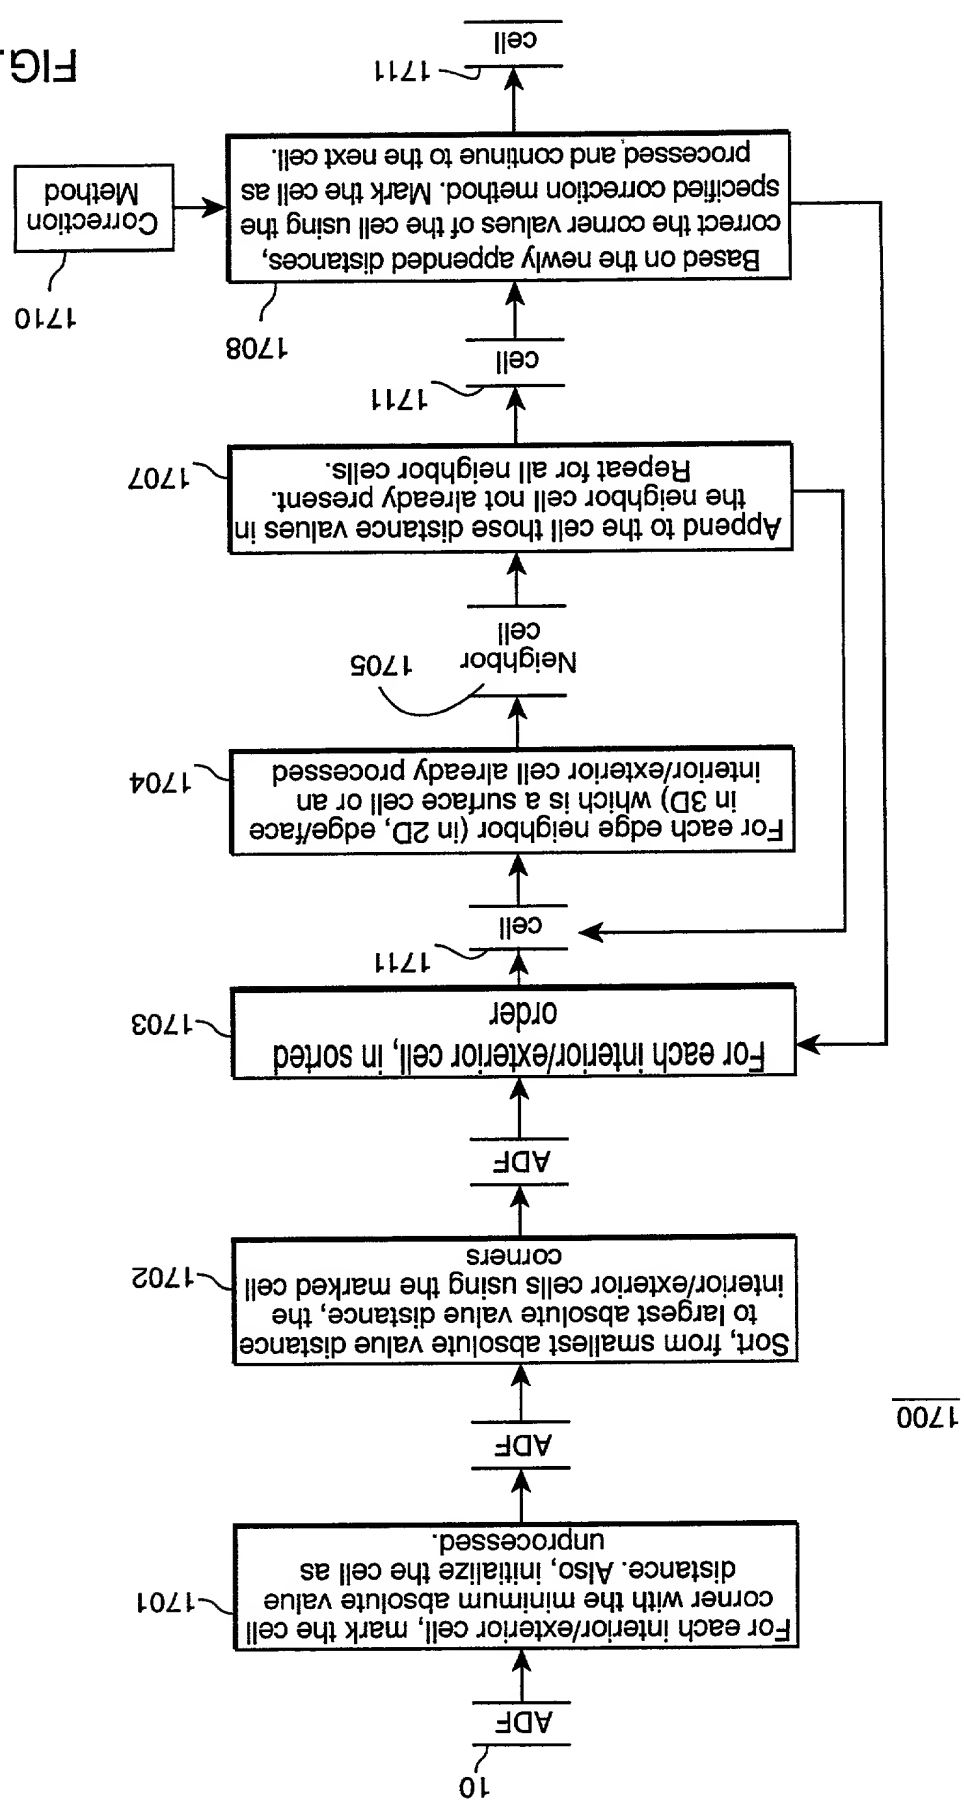 10
ADF
For each interior/exterior cell, mark the cell
corner with the minimum absolute value
distance. Also, initialize the cell as
unprocessed.
1701
ADF
1700
Sort, from smallest absolute value distance
to largest absolute value distance, the
interior/exterior cells using the marked cell
corners
1702
ADF
For each interior/exterior cell, in sorted
order
1703
1711
cell
For each edge neighbor (in 2D, edge/face
in 3D) which is a surface cell or an
interior/exterior cell already processed
1704
Neighbor
cell
1705
Append to the cell those distance values in
the neighbor cell not already present.
Repeat for all neighbor cells.
1707
1711
cell
1708
Based on the newly appended distances,
correct the corner values of the cell using the
specified correction method. Mark the cell as
processed and continue to the next cell.
1710
Correction
Method
1711
cell
FIG.